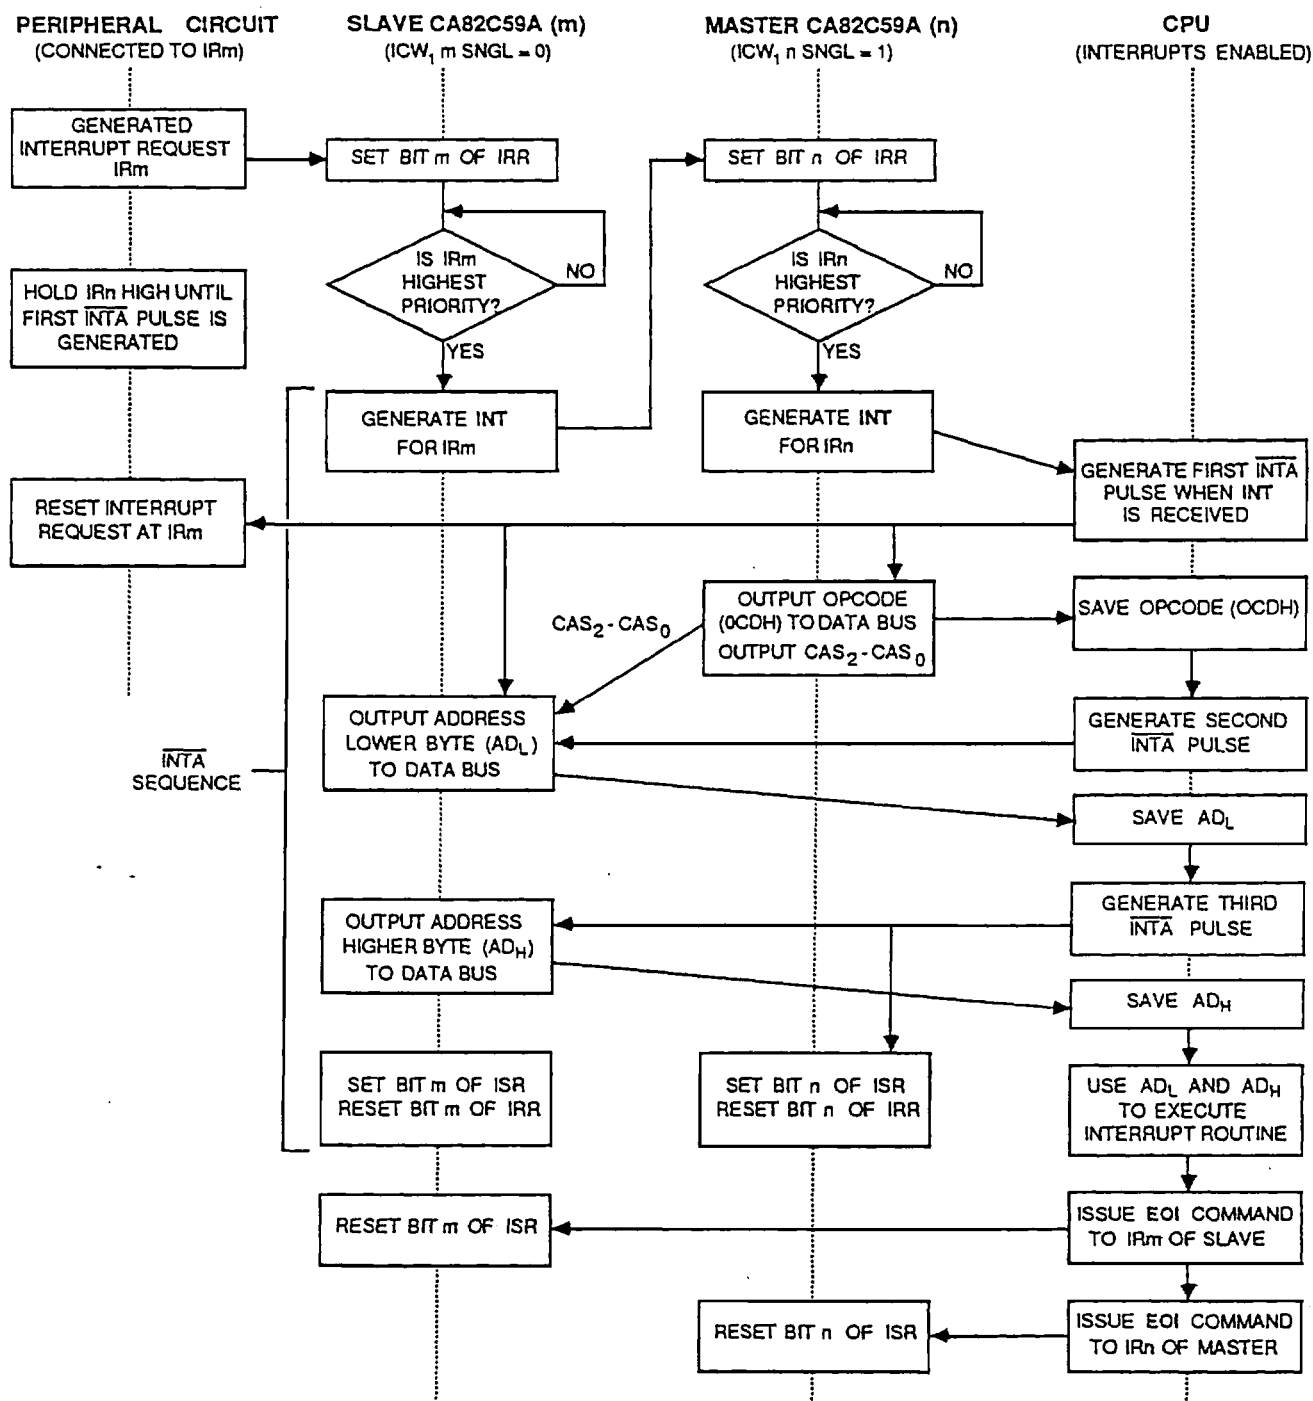 PERIPHERAL CIRCUIT
(CONNECTED TO IRm)
SLAVE CA82C59A (m)
(ICW1 m SNGL = 0)
MASTER CA82C59A (n)
(ICW1 n SNGL = 1)
CPU
(INTERRUPTS ENABLED)
GENERATED
INTERRUPT REQUEST
IRm
SET BIT m OF IRR
SET BIT n OF IRR
IS IRm
HIGHEST
PRIORITY?
NO
YES
IS IRn
HIGHEST
PRIORITY?
NO
YES
HOLD IRn HIGH UNTIL
FIRST INTA PULSE IS
GENERATED
GENERATE INT
FOR IRm
GENERATE INT
FOR IRn
GENERATE FIRST INTA
PULSE WHEN INT
IS RECEIVED
RESET INTERRUPT
REQUEST AT IRm
OUTPUT OPCODE
(0CDH) TO DATA BUS
OUTPUT CAS2 - CAS0
SAVE OPCODE (OCDH)
CAS2 - CAS0
OUTPUT ADDRESS
LOWER BYTE (ADL)
TO DATA BUS
GENERATE SECOND
INTA PULSE
INTA
SEQUENCE
SAVE ADL
GENERATE THIRD
INTA PULSE
OUTPUT ADDRESS
HIGHER BYTE (ADH)
TO DATA BUS
SAVE ADH
SET BIT m OF ISR
RESET BIT m OF IRR
SET BIT n OF ISR
RESET BIT n OF IRR
USE ADL AND ADH
TO EXECUTE
INTERRUPT ROUTINE
RESET BIT m OF ISR
ISSUE EOI COMMAND
TO IRm OF SLAVE
RESET BIT n OF ISR
ISSUE EOI COMMAND
TO IRn OF MASTER